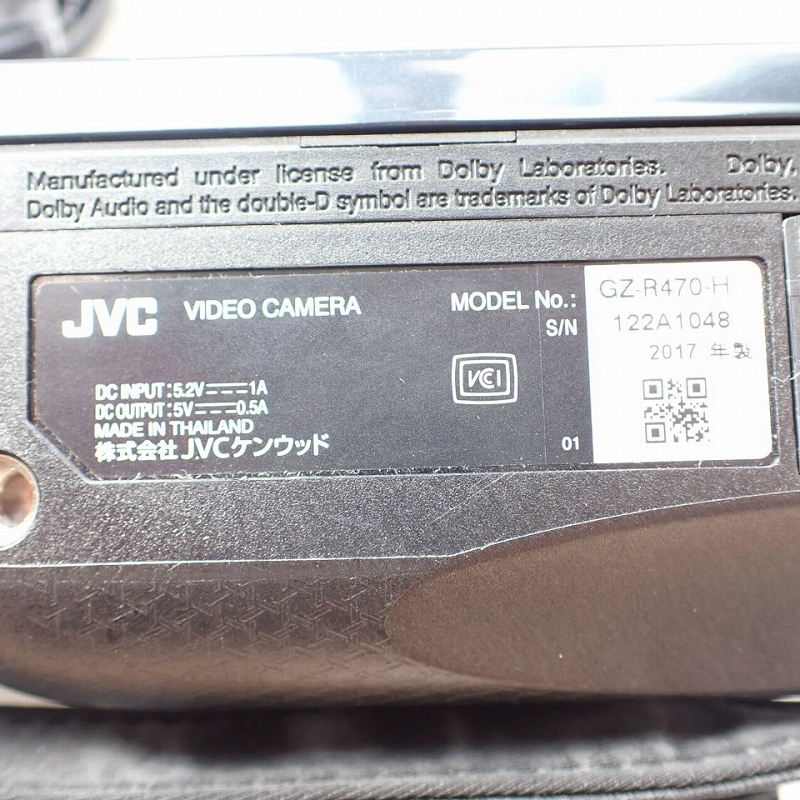 Manufactured under license from Dolby Laboratories. Dolby,
Dolby Audio and the double-D symbol are trademarks of Dolby Laboratories.
JVC VIDEO CAMERA
MODEL No.: GZ-R470-H
S/N 122A1048
2017 年製
VCCI
DC INPUT : 5.2V⎓1A
DC OUTPUT : 5V⎓0.5A
MADE IN THAILAND
株式会社 JVCケンウッド
01